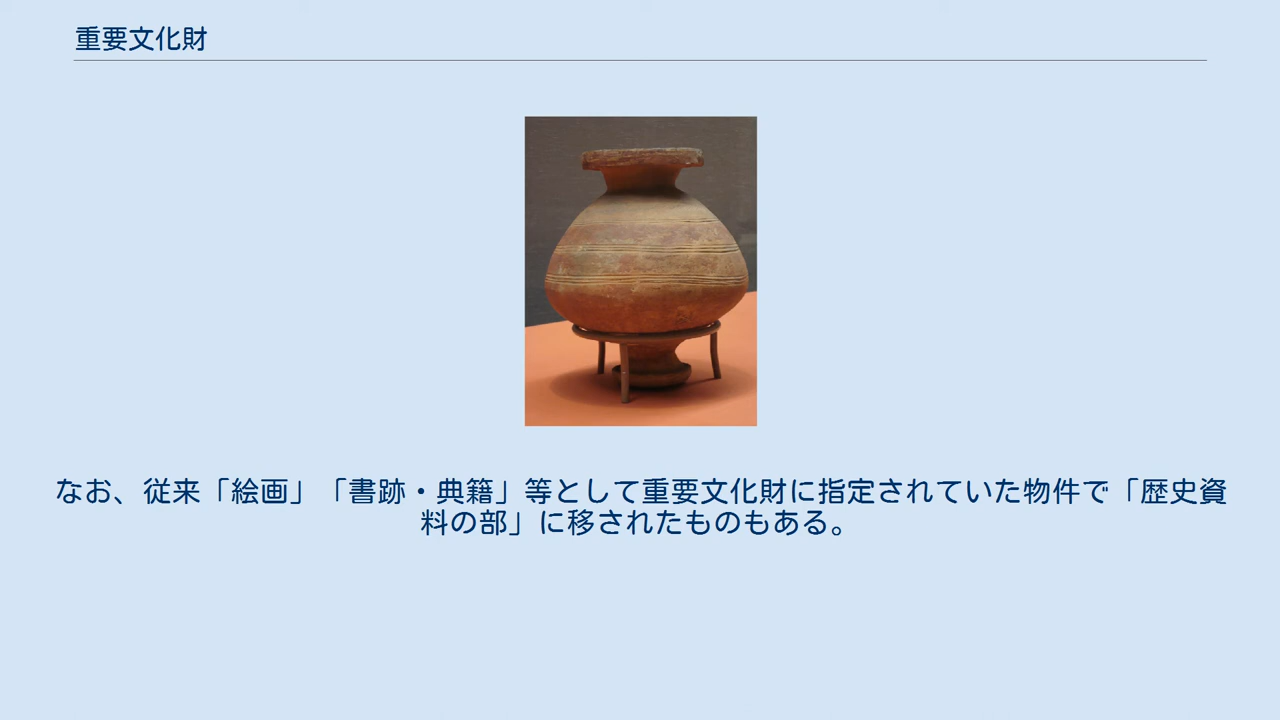 重要文化財
なお、従来「絵画」「書跡・典籍」等として重要文化財に指定されていた物件で「歴史資
料の部」に移されたものもある。